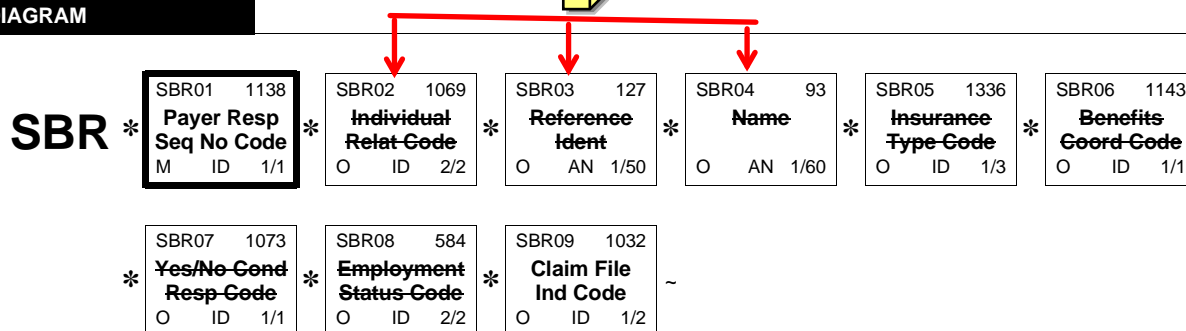 DIAGRAM
SBR * SBR01 1138 * SBR02 1069 * SBR03 127 * SBR04 93 * SBR05 1336 * SBR06 1143
Payer Resp Individual Reference Name Insurance Benefits
Seq No Code Relat Code Ident Type Code Coord Code
M ID 1/1 O ID 2/2 O AN 1/50 O AN 1/60 O ID 1/3 O ID 1/1
* SBR07 1073 * SBR08 584 * SBR09 1032 ~
Yes/No Cond Employment Claim File
Resp Code Status Code Ind Code
O ID 1/1 O ID 2/2 O ID 1/2